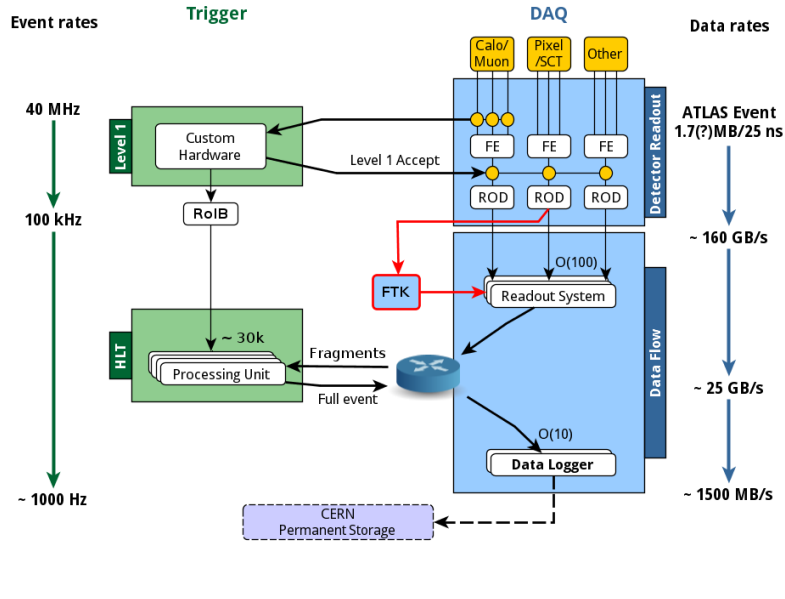 Event rates
Trigger
DAQ
Data rates
Calo/
Muon
Pixel
/SCT
Other
40 MHz
ATLAS Event
1.7(?)MB/25 ns
Level 1
Custom
Hardware
FE
FE
FE
Detector Readout
Level 1 Accept
ROD
ROD
ROD
RoIB
100 kHz
~ 160 GB/s
O(100)
FTK
Readout System
HLT
~ 30k
Processing Unit
Fragments
Full event
Data Flow
~ 25 GB/s
O(10)
Data Logger
~ 1000 Hz
~ 1500 MB/s
CERN
Permanent Storage